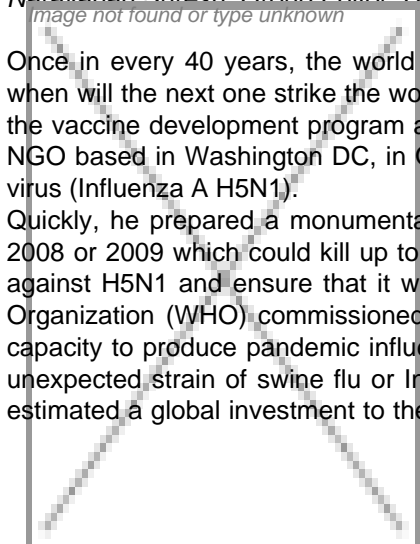 Image not found or type unknown
Once in every 40 years, the world
when will the next one strike the wo
the vaccine development program a
NGO based in Washington DC, in
virus (Influenza A H5N1).
Quickly, he prepared a monumenta
2008 or 2009 which could kill up to
against H5N1 and ensure that it w
Organization (WHO) commissioned
capacity to produce pandemic influe
unexpected strain of swine flu or In
estimated a global investment to the